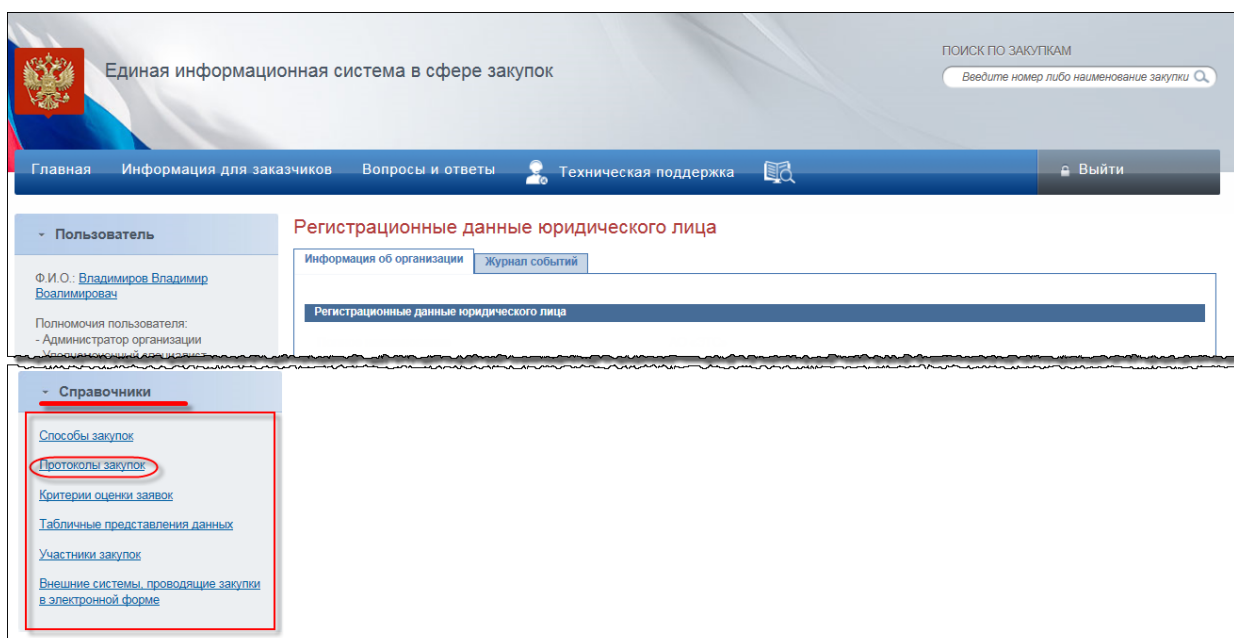 ПОИСК ПО ЗАКУПКАМ
Единая информационная система в сфере закупок
Введите номер либо наименование закупки
Главная Информация для заказчиков Вопросы и ответы Техническая поддержка Выйти
Пользователь
Ф.И.О.: Владимиров Владимир
Воалимировач
Полномочия пользователя:
- Администратор организации
- Уполномоченный специалист
Регистрационные данные юридического лица
Информация об организации Журнал событий
Регистрационные данные юридического лица
Справочники
Способы закупок
Протоколы закупок
Критерии оценки заявок
Табличные представления данных
Участники закупок
Внешние системы, проводящие закупки
в электронной форме